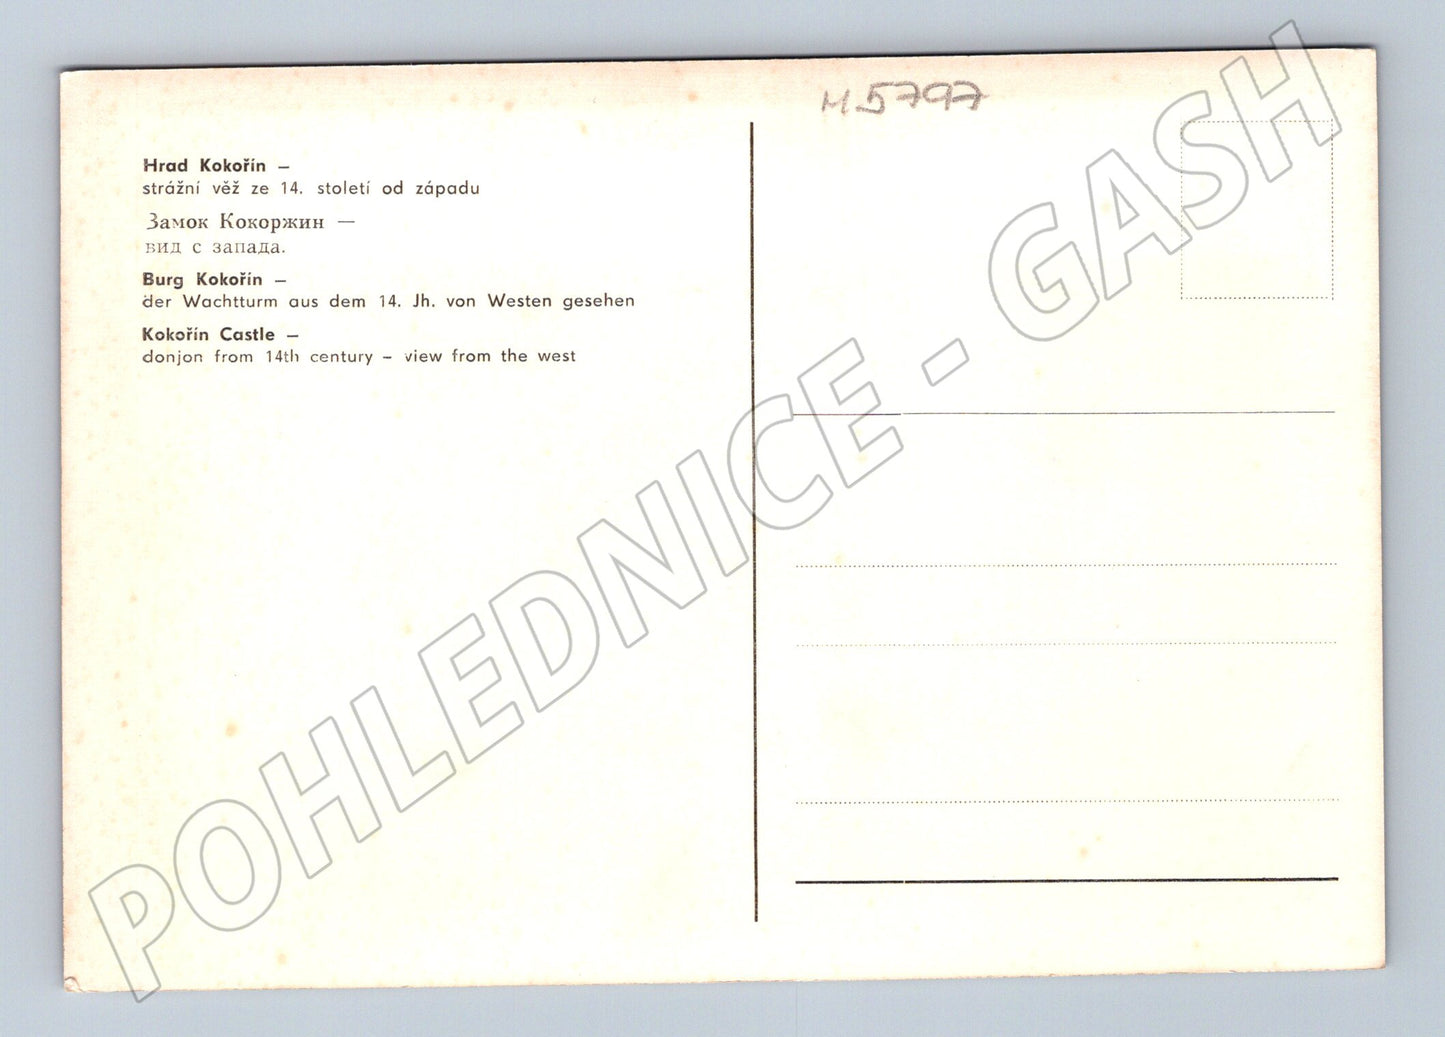 M 5797
Hrad Kokořín –
strážní věž ze 14. století od západu
Замок Кокоржин —
вид с запада.
Burg Kokořín –
der Wachtturm aus dem 14. Jh. von Westen gesehen
Kokořín Castle –
donjon from 14th century – view from the west
POHLEDNICE - GASH